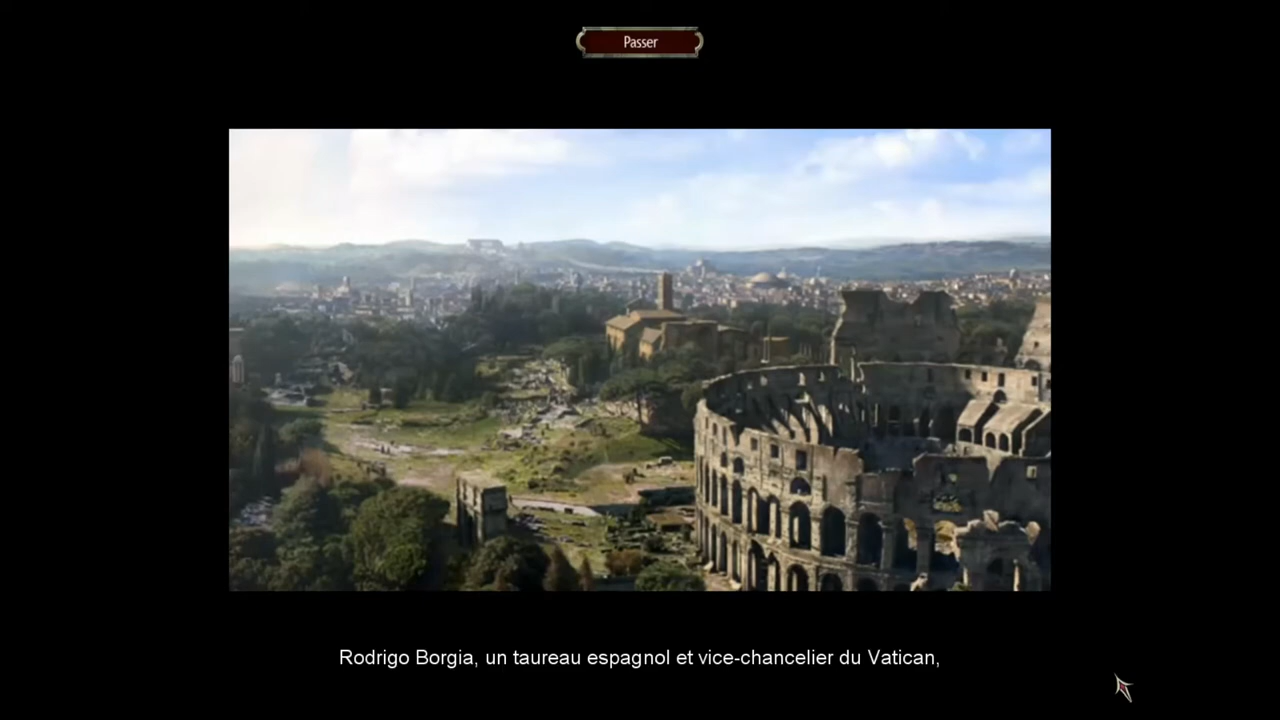 Passer
Rodrigo Borgia, un taureau espagnol et vice-chancelier du Vatican,